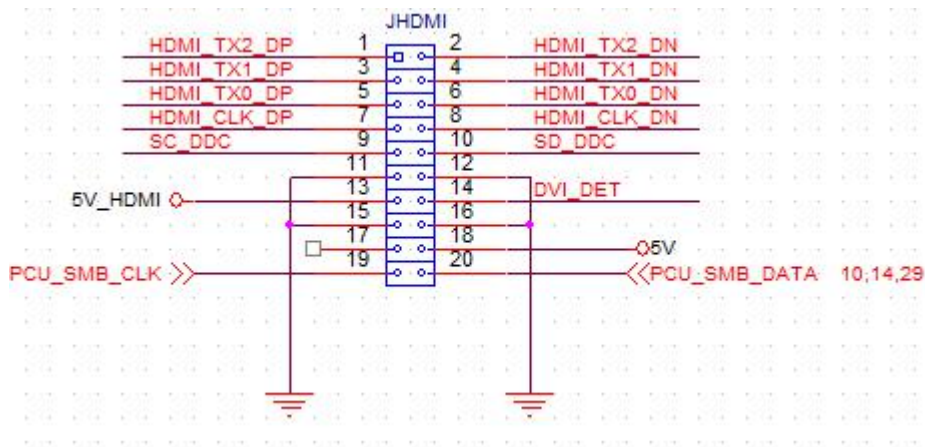 JHDMI
HDMI_TX2_DP 1 2 HDMI_TX2_DN
HDMI_TX1_DP 3 4 HDMI_TX1_DN
HDMI_TX0_DP 5 6 HDMI_TX0_DN
HDMI_CLK_DP 7 8 HDMI_CLK_DN
SC_DDC 9 10 SD_DDC
11 12
5V_HDMI 13 14 DVI_DET
15 16
17 18 5V
PCU_SMB_CLK 19 20 PCU_SMB_DATA 10;14,29